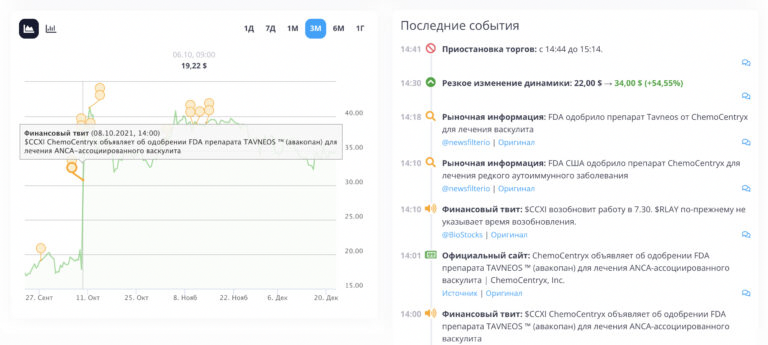 1Д 7Д 1М 3М 6М 1Г
06.10, 09:00
19,22 $
40.00
35.00
30.00
25.00
20.00
15.00
27. Сент 11. Окт 25. Окт 8. Нояб 22. Нояб 6. Дек 20. Дек
Финансовый твит (08.10.2021, 14:00)
$CCXI ChemoCentryx объявляет об одобрении FDA препарата TAVNEOS ™ (авакопан) для
лечения ANCA-ассоциированного васкулита
Последние события
14:41 Приостановка торгов: с 14:44 до 15:14.
14:30 Резкое изменение динамики: 22,00 $ → 34,00 $ (+54,55%)
14:18 Рыночная информация: FDA одобрило препарат Tavneos от ChemoCentryx
для лечения васкулита
@newsfilterio | Оригинал
14:10 Рыночная информация: FDA США одобрило препарат ChemoCentryx для
лечения редкого аутоиммунного заболевания
@newsfilterio | Оригинал
14:10 Финансовый твит: $CCXI возобновит работу в 7.30. $RLAY по-прежнему не
указывает время возобновления.
@BioStocks | Оригинал
14:01 Официальный сайт: ChemoCentryx объявляет об одобрении FDA
препарата TAVNEOS ™ (авакопан) для лечения ANCA-ассоциированного
васкулита | ChemoCentryx, Inc.
Источник | Оригинал
14:00 Финансовый твит: $CCXI ChemoCentryx объявляет об одобрении FDA
препарата TAVNEOS ™ (авакопан) для лечения ANCA-ассоциированного
васкулита